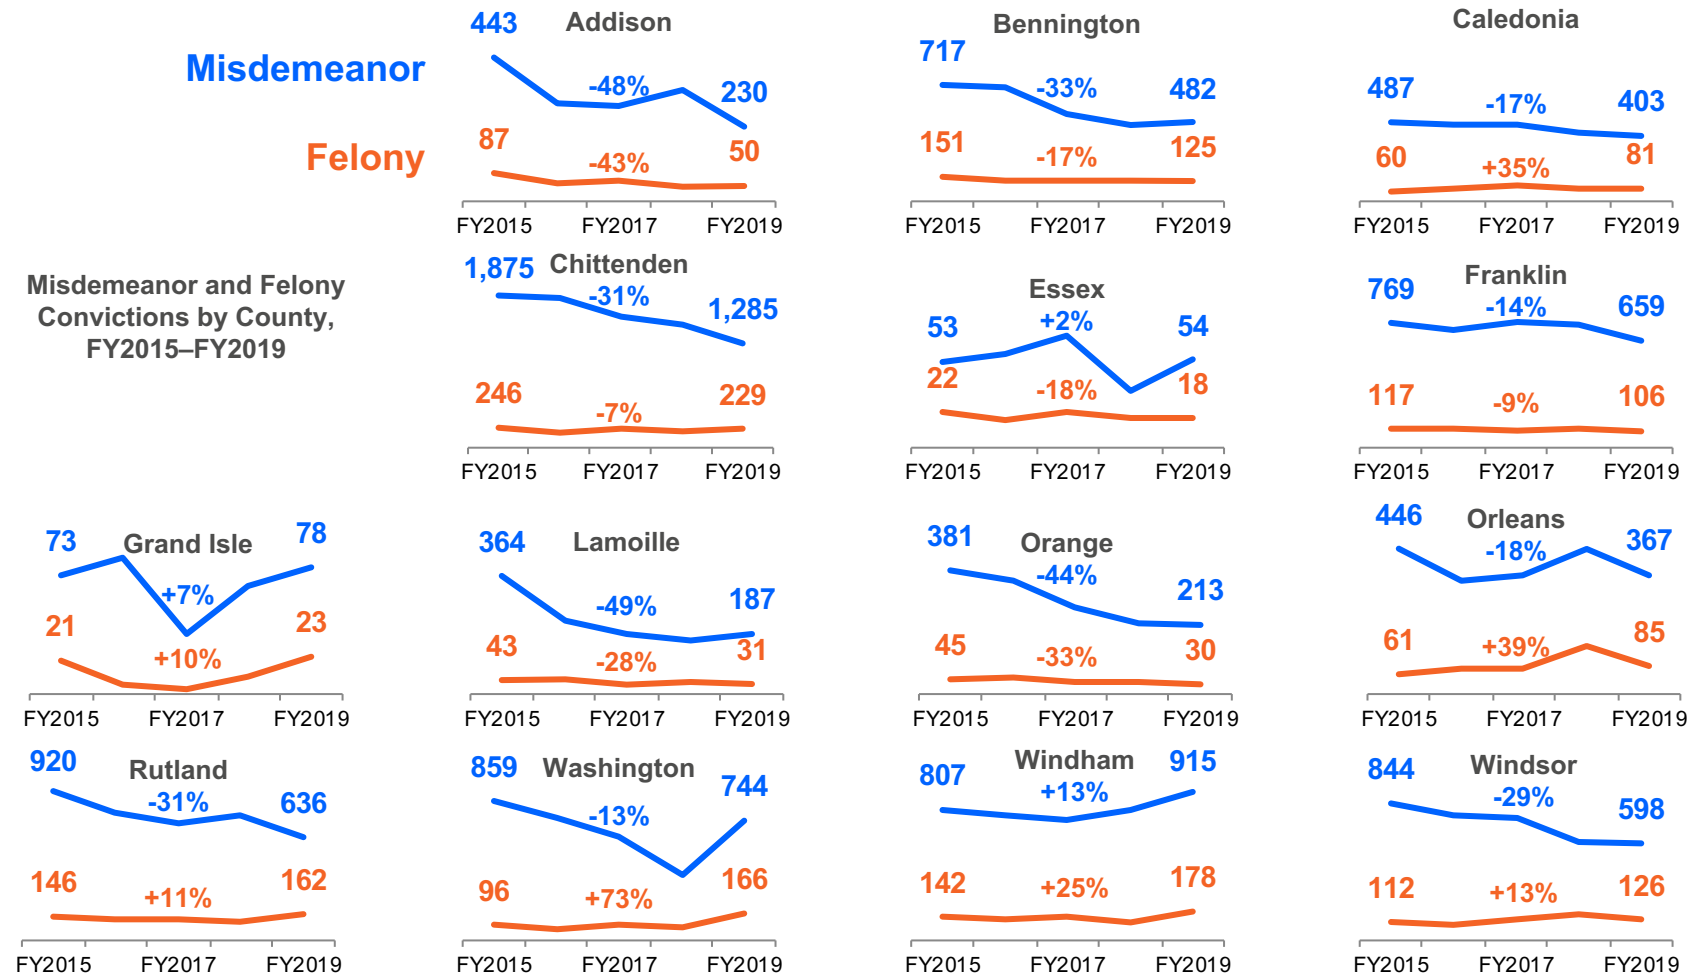 Misdemeanor
Felony
Misdemeanor and Felony
Convictions by County,
FY2015–FY2019
Addison
443
-48%
230
87
-43%
50
FY2015 FY2017 FY2019
Bennington
717
-33%
482
151
-17%
125
FY2015 FY2017 FY2019
Caledonia
487
-17%
403
60
+35%
81
FY2015 FY2017 FY2019
Chittenden
1,875
-31%
1,285
246
-7%
229
FY2015 FY2017 FY2019
Essex
53
+2%
54
22
-18%
18
FY2015 FY2017 FY2019
Franklin
769
-14%
659
117
-9%
106
FY2015 FY2017 FY2019
Grand Isle
73
+7%
78
21
+10%
23
FY2015 FY2017 FY2019
Lamoille
364
-49%
187
43
-28%
31
FY2015 FY2017 FY2019
Orange
381
-44%
213
45
-33%
30
FY2015 FY2017 FY2019
Orleans
446
-18%
367
61
+39%
85
FY2015 FY2017 FY2019
Rutland
920
-31%
636
146
+11%
162
FY2015 FY2017 FY2019
Washington
859
-13%
744
96
+73%
166
FY2015 FY2017 FY2019
Windham
807
+13%
915
142
+25%
178
FY2015 FY2017 FY2019
Windsor
844
-29%
598
112
+13%
126
FY2015 FY2017 FY2019